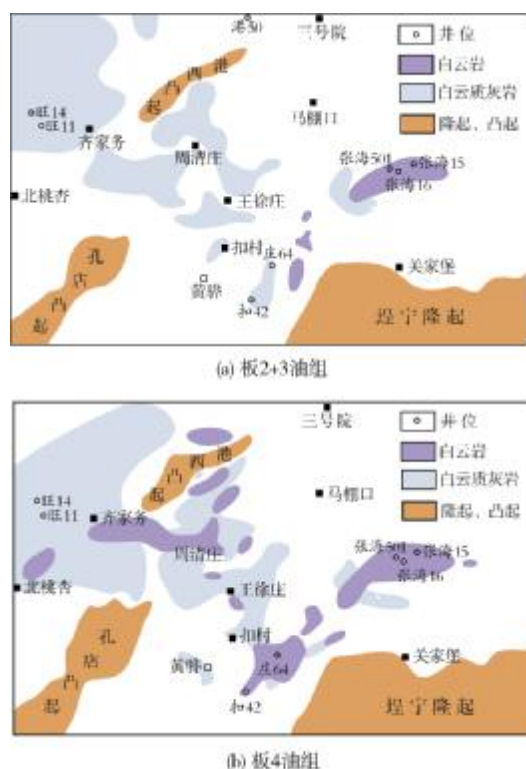 港50
三号院
井位
白云岩
白云质灰岩
隆起、凸起
港西凸起
旺14
旺11
齐家务
马棚口
周清庄
张海501
张海15
张海16
北桃杏
王徐庄
孔店凸起
扣村
庄64
黄骅
扣42
关家堡
埕宁隆起
(a) 板2+3油组
三号院
井位
白云岩
白云质灰岩
隆起、凸起
港西凸起
旺14
旺11
齐家务
马棚口
周清庄
张海501
张海15
张海16
北桃杏
王徐庄
孔店凸起
扣村
黄骅
庄64
扣42
关家堡
埕宁隆起
(b) 板4油组